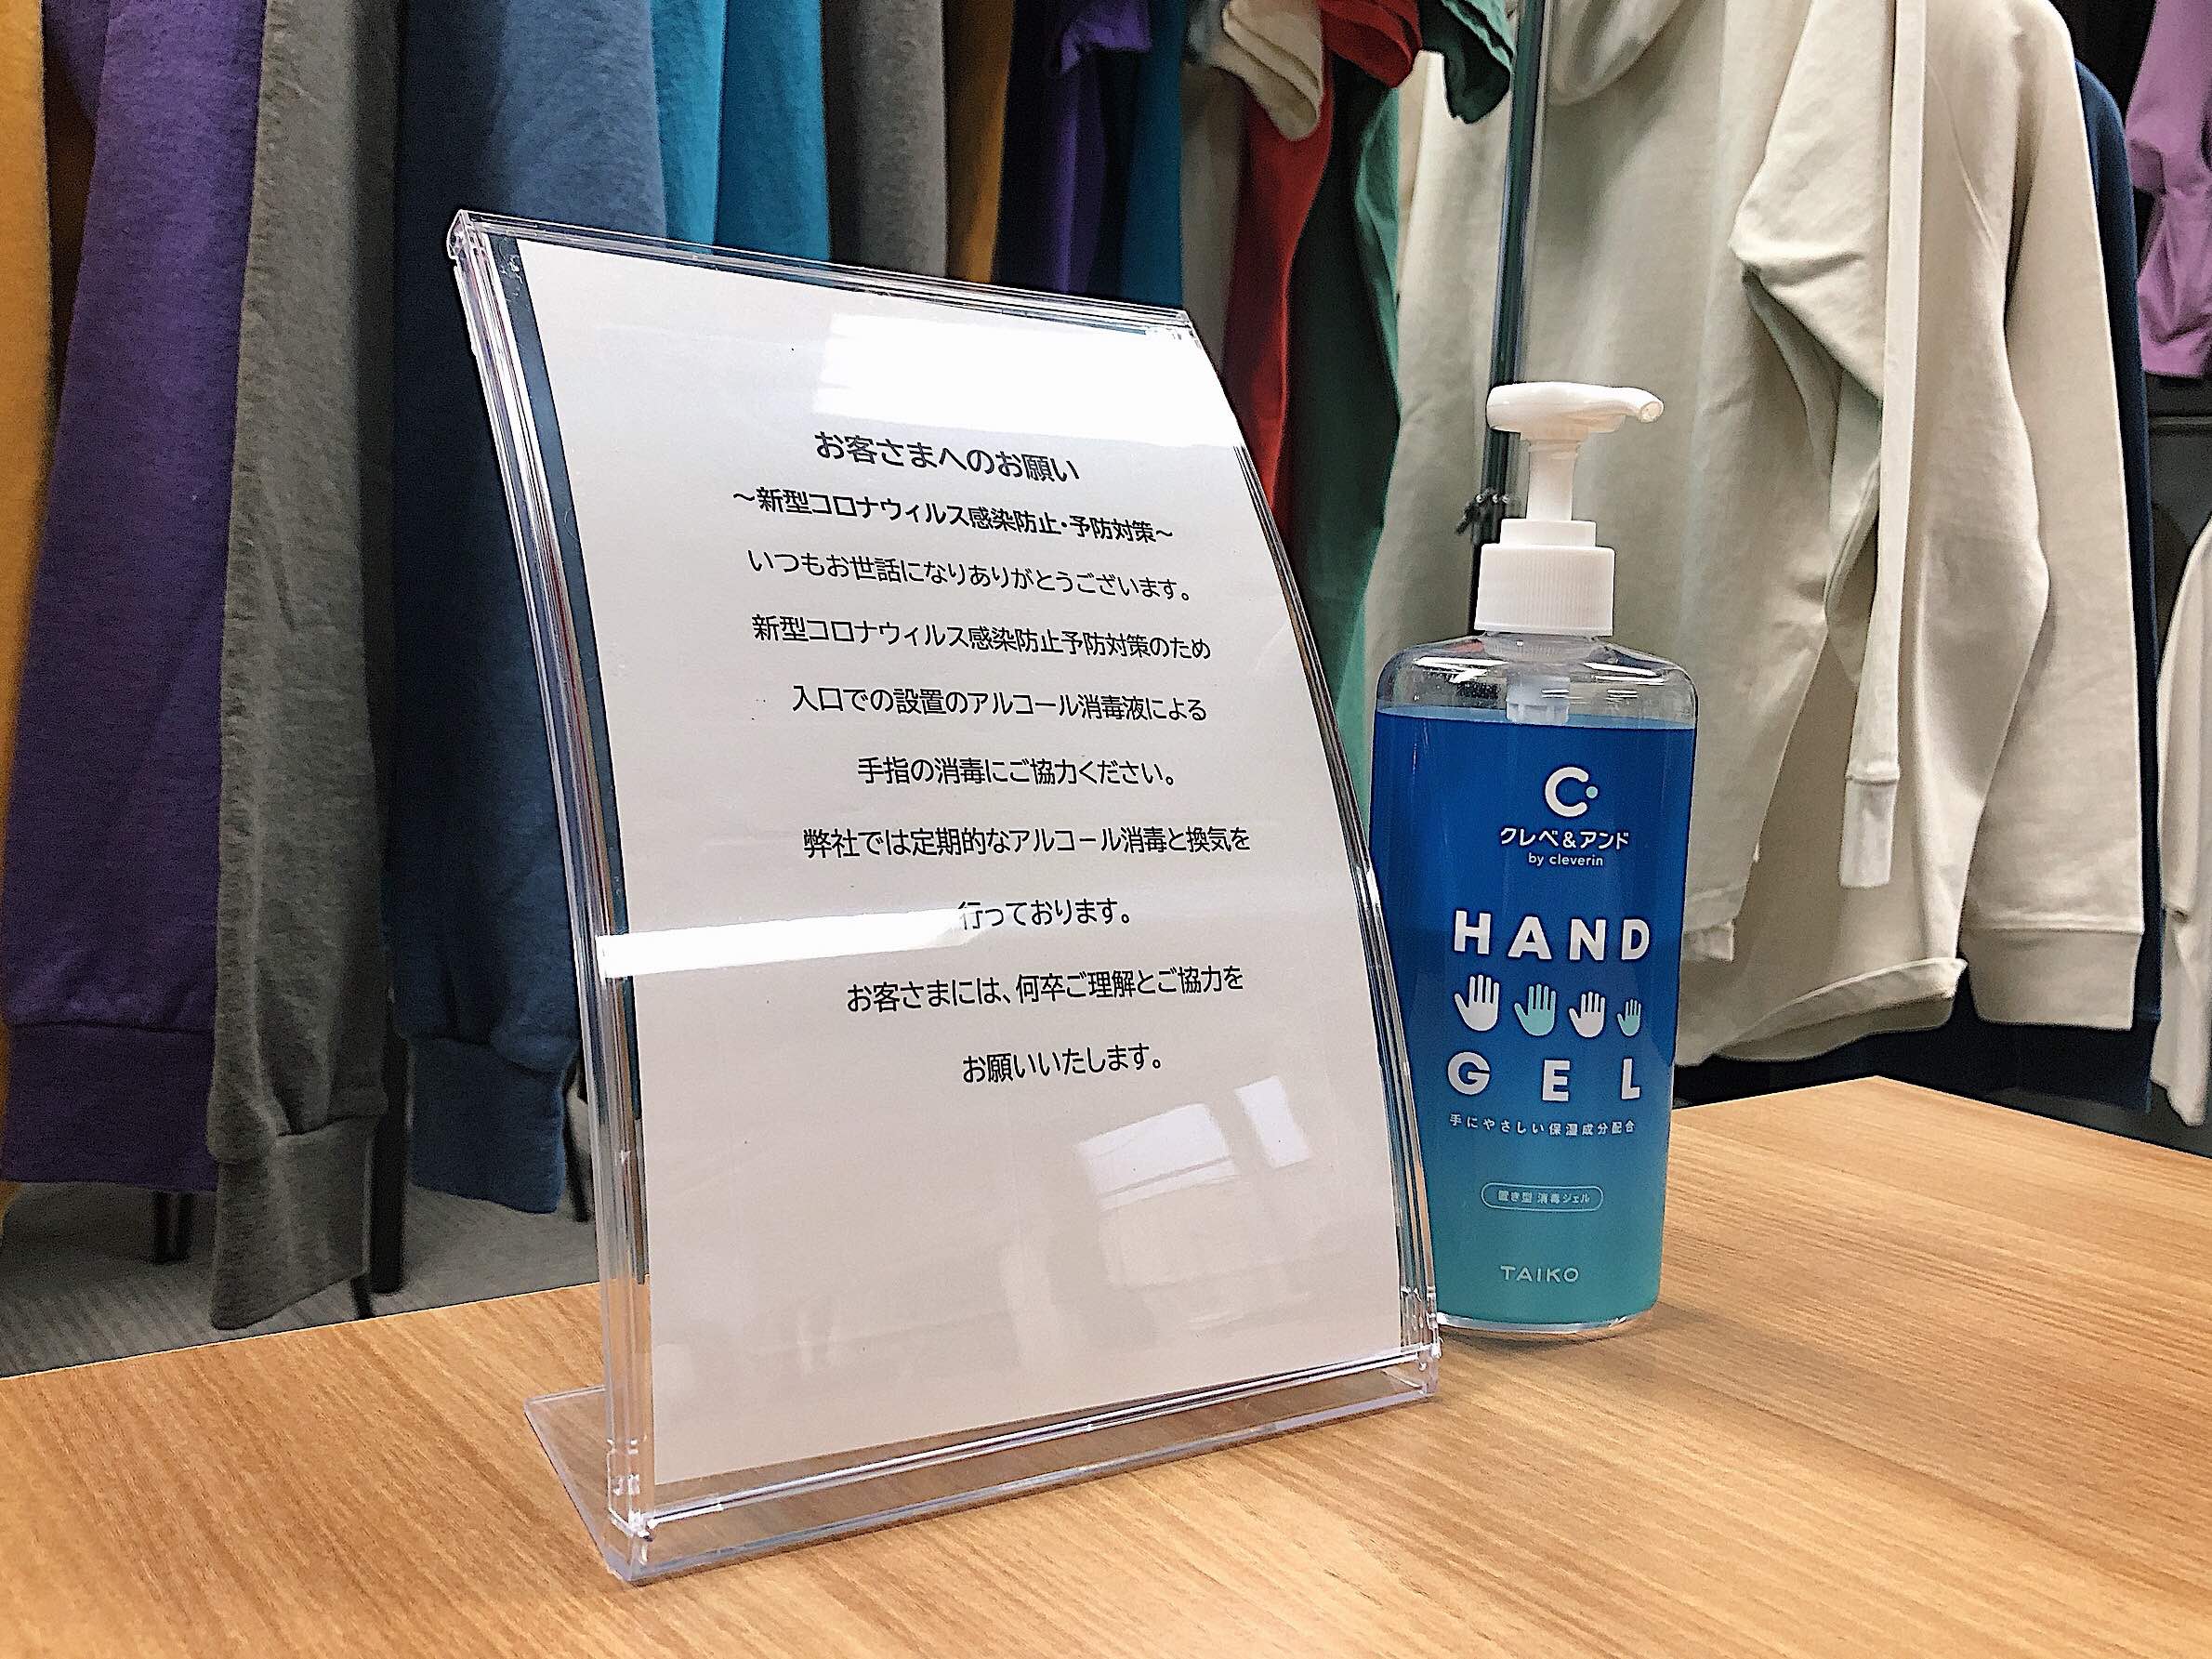 お客さまへのお願い
～新型コロナウィルス感染防止・予防対策～
いつもお世話になりありがとうございます。
新型コロナウィルス感染防止予防対策のため
入口での設置のアルコール消毒液による
手指の消毒にご協力ください。
弊社では定期的なアルコール消毒と換気を
行っております。
お客さまには、何卒ご理解とご協力を
お願いいたします。
クレベ&アンド
by cleverin
HAND
GEL
手にやさしい保湿成分配合
置き型 消毒ジェル
TAIKO